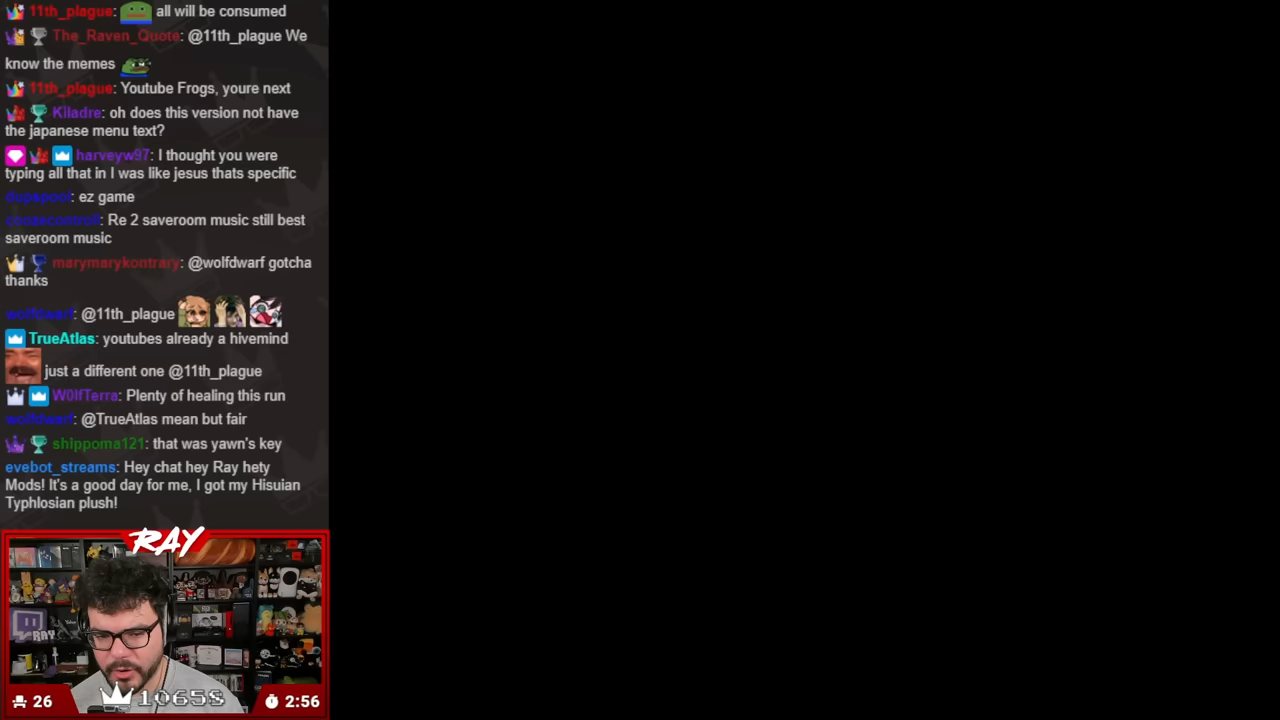 11th_plague: all will be consumed
The_Raven_Quote: @11th_plague We
know the memes
11th_plague: Youtube Frogs, youre next
Kiladre: oh does this version not have
the japanese menu text?
harveyw97: I thought you were
typing all that in I was like jesus thats specific
: ez game
: Re 2 saveroom music still best
saveroom music
marymarykontrary: @wolfdwarf gotcha
thanks
wolfdwarf: @11th_plague
TrueAtlas: youtubes already a hivemind
just a different one @11th_plague
W0lfTerra: Plenty of healing this run
wolfdwarf: @TrueAtlas mean but fair
shippoma121: that was yawn's key
evebot_streams: Hey chat hey Ray hety
Mods! It's a good day for me, I got my Hisuian
Typhlosian plush!
RAY
RAY
26
10658
2:56